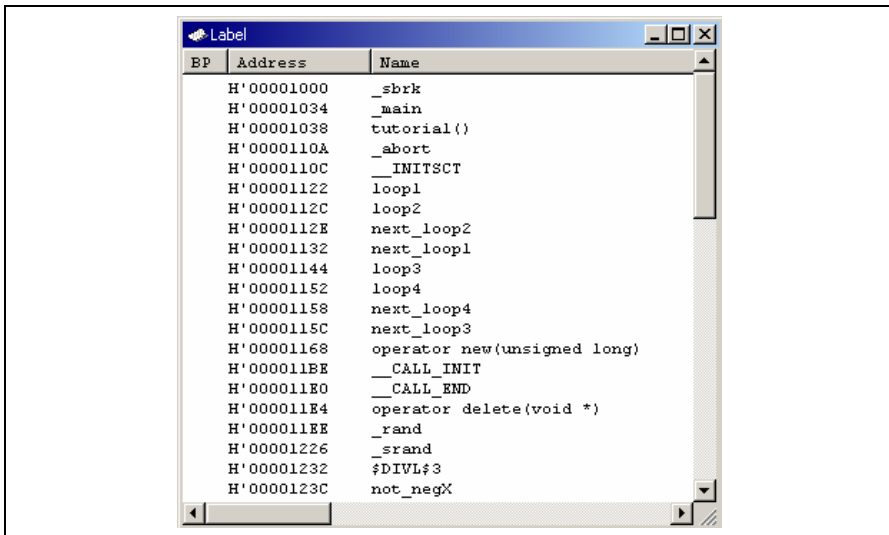 Label
BP Address Name
H'00001000 _sbrk
H'00001034 _main
H'00001038 tutorial()
H'0000110A _abort
H'0000110C __INITSCT
H'00001122 loop1
H'0000112C loop2
H'0000112E next_loop2
H'00001132 next_loop1
H'00001144 loop3
H'00001152 loop4
H'00001158 next_loop4
H'0000115C next_loop3
H'00001168 operator new(unsigned long)
H'000011BE __CALL_INIT
H'000011E0 __CALL_END
H'000011E4 operator delete(void *)
H'000011EE _rand
H'00001226 _srand
H'00001232 $DIVL$3
H'0000123C not_negX